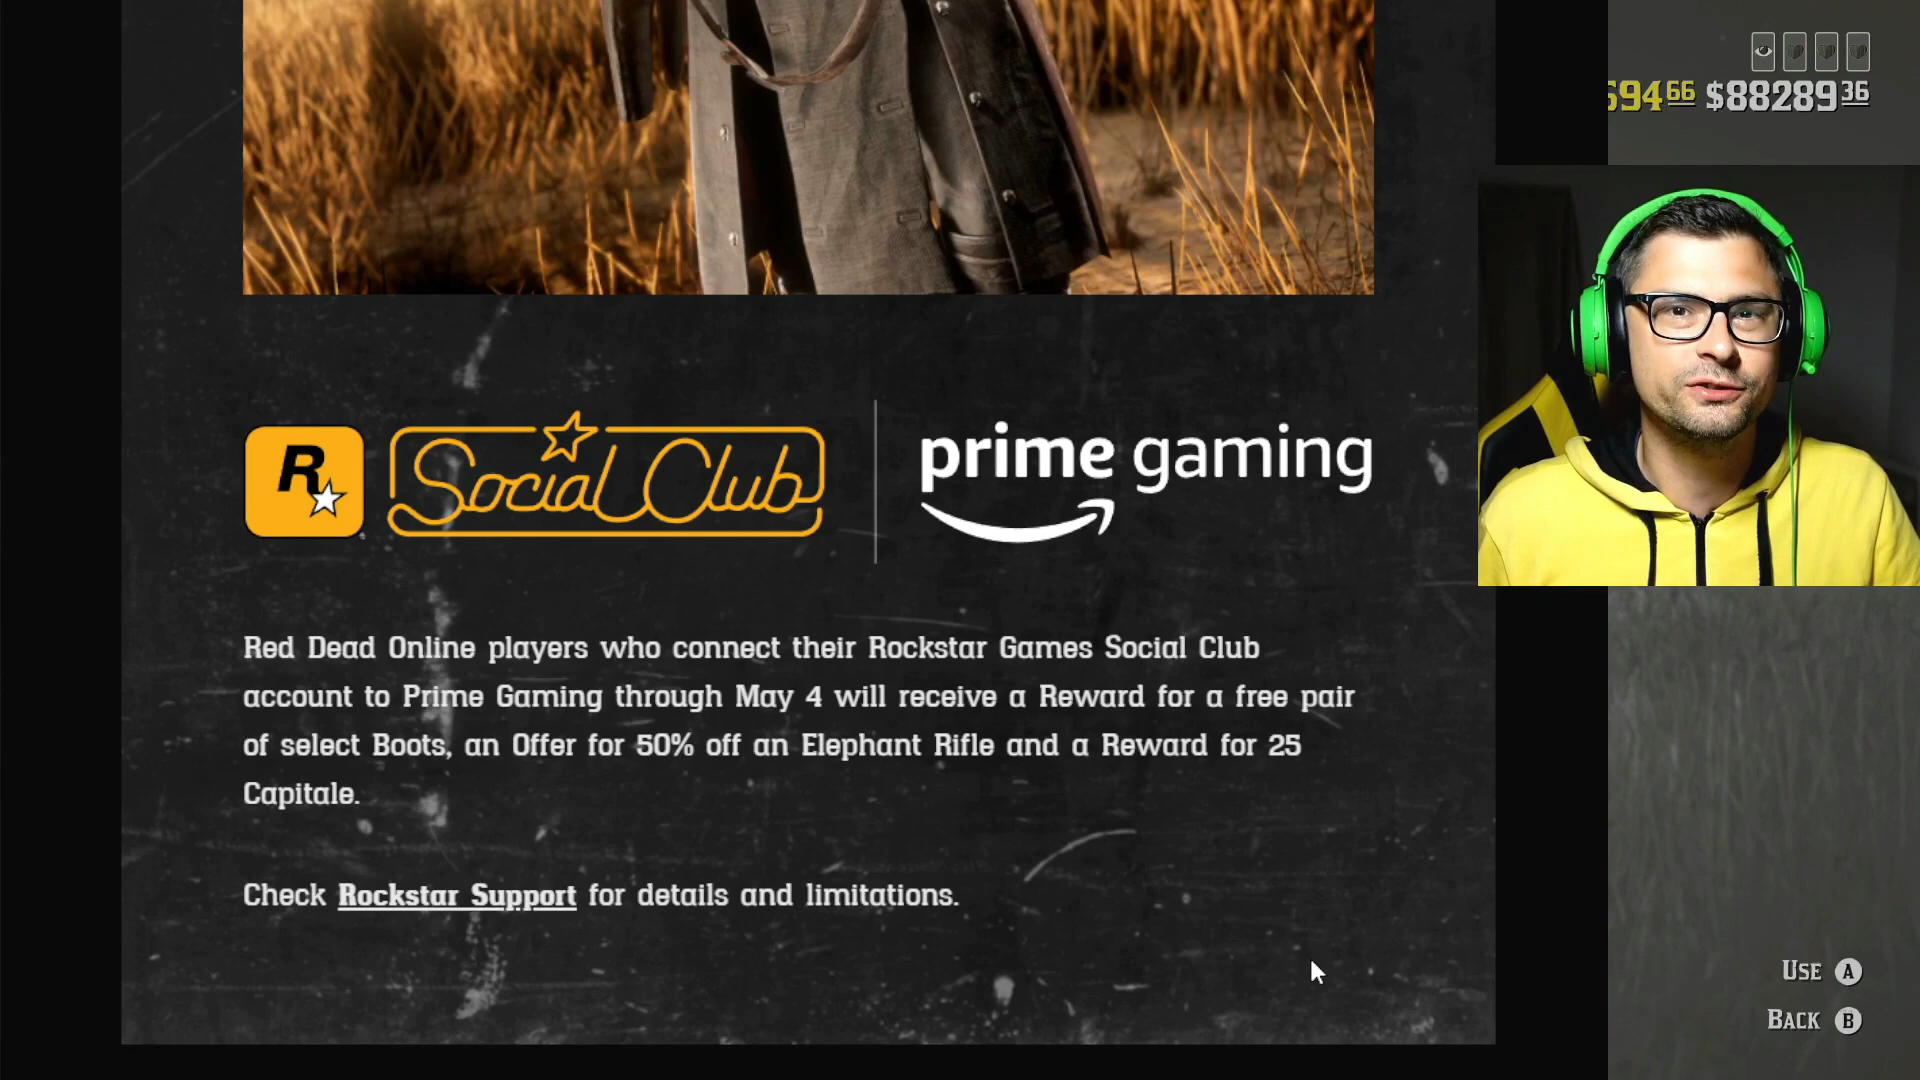 694 66 $88289 36
R
Social Club
prime gaming
Red Dead Online players who connect their Rockstar Games Social Club
account to Prime Gaming through May 4 will receive a Reward for a free pair
of select Boots, an Offer for 50% off an Elephant Rifle and a Reward for 25
Capitale.
Check Rockstar Support for details and limitations.
USE A
BACK B